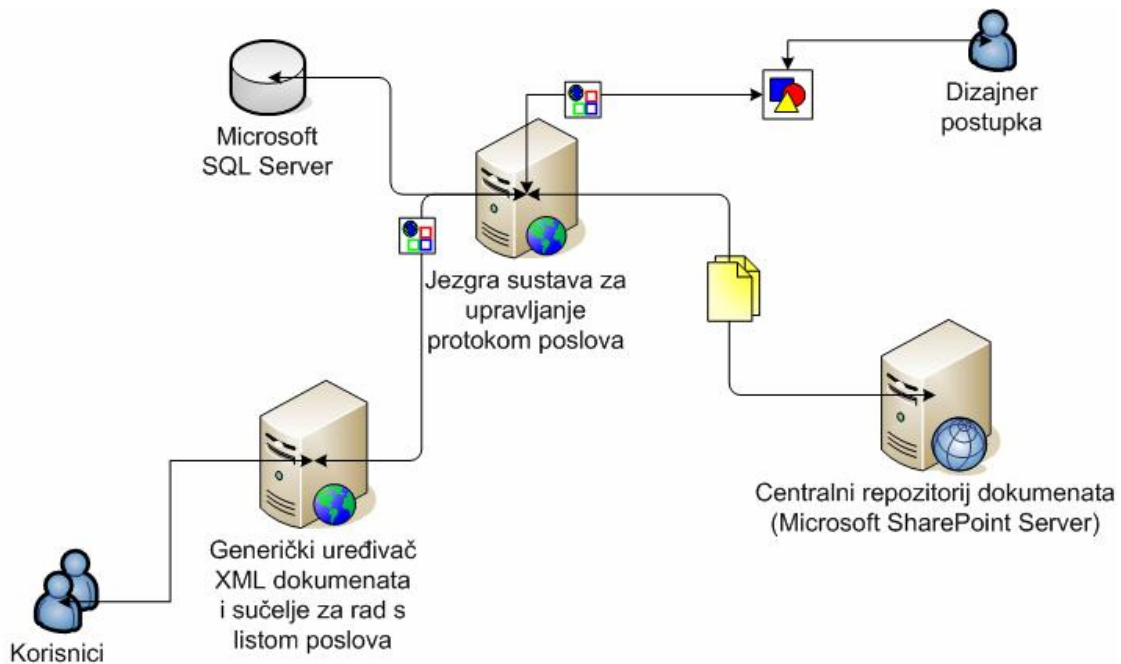 Microsoft
SQL Server
Dizajner
postupka
Jezgra sustava za
upravljanje
protokom poslova
Centralni repozitorij dokumenata
(Microsoft SharePoint Server)
Generički uređivač
XML dokumenata
i sučelje za rad s
listom poslova
Korisnici